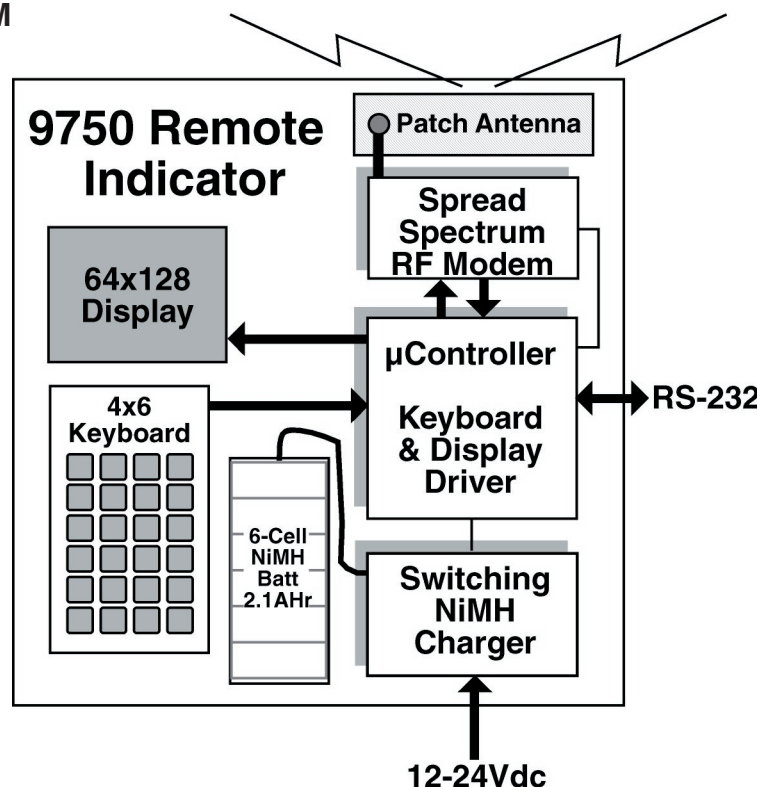 M
9750 Remote
Indicator
Patch Antenna
Spread
Spectrum
RF Modem
64x128
Display
µController
Keyboard
& Display
Driver
RS-232
4x6
Keyboard
6-Cell
NiMH
Batt
2.1AHr
Switching
NiMH
Charger
12-24Vdc